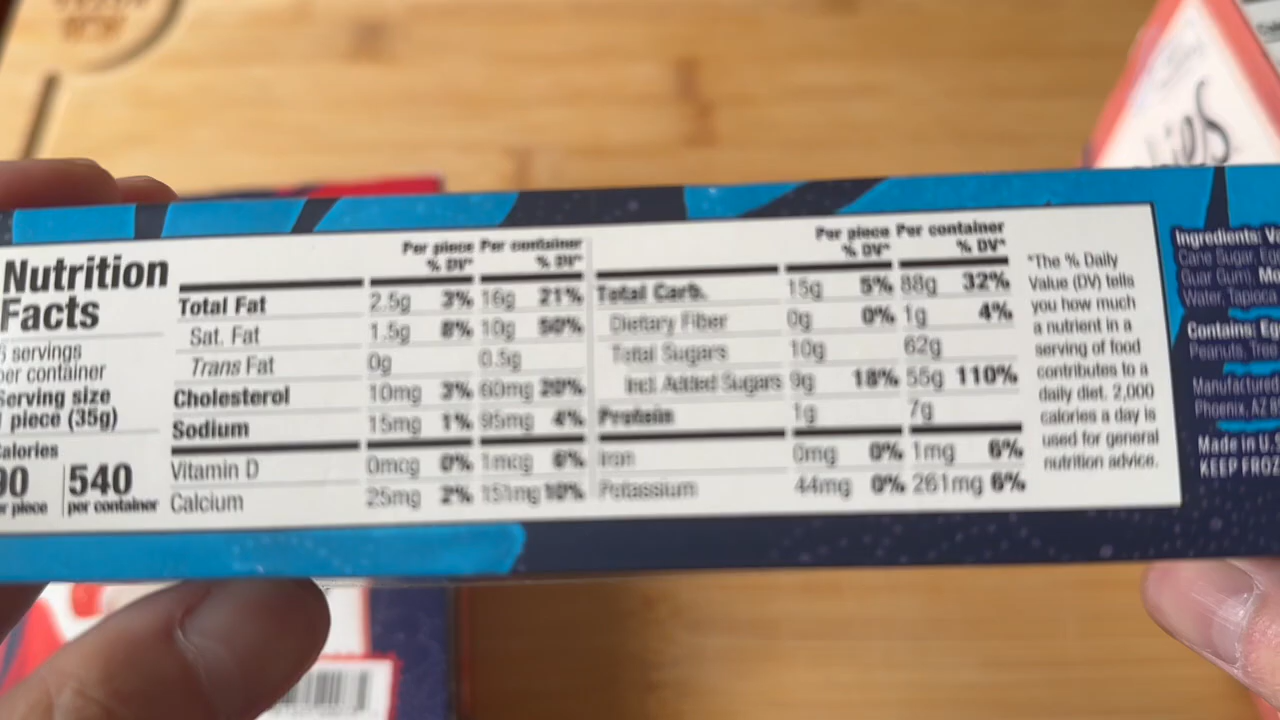 Nutrition
Facts
servings
per container
Serving size
piece (35g)
Calories
540
per piece per container
Per piece Per container
% DV* % DV*
Total Fat 2.5g 3% 16g 21%
Sat. Fat 1.5g 8% 10g 50%
Trans Fat 0g 0.5g
Cholesterol 10mg 3% 60mg 20%
Sodium 15mg 1% 95mg 4%
Vitamin D 0mcg 0% 1mcg 6%
Calcium 25mg 2% 151mg 10%
Per piece Per container
% DV* % DV*
Total Carb. 15g 5% 88g 32%
Dietary Fiber 0g 0% 1g 4%
Total Sugars 10g 62g
Incl. Added Sugars 9g 18% 55g 110%
Protein 1g 7g
Iron 0mg 0% 1mg 6%
Potassium 44mg 0% 261mg 6%
*The % Daily
Value (DV) tells
you how much
a nutrient in a
serving of food
contributes to a
daily diet. 2,000
calories a day is
used for general
nutrition advice.
Ingredients:
Cane Sugar,
Guar Gum,
Water, Tapioca
Contains:
Peanuts, Tree
Manufactured
Phoenix, AZ
Made in U.S
KEEP FROZ